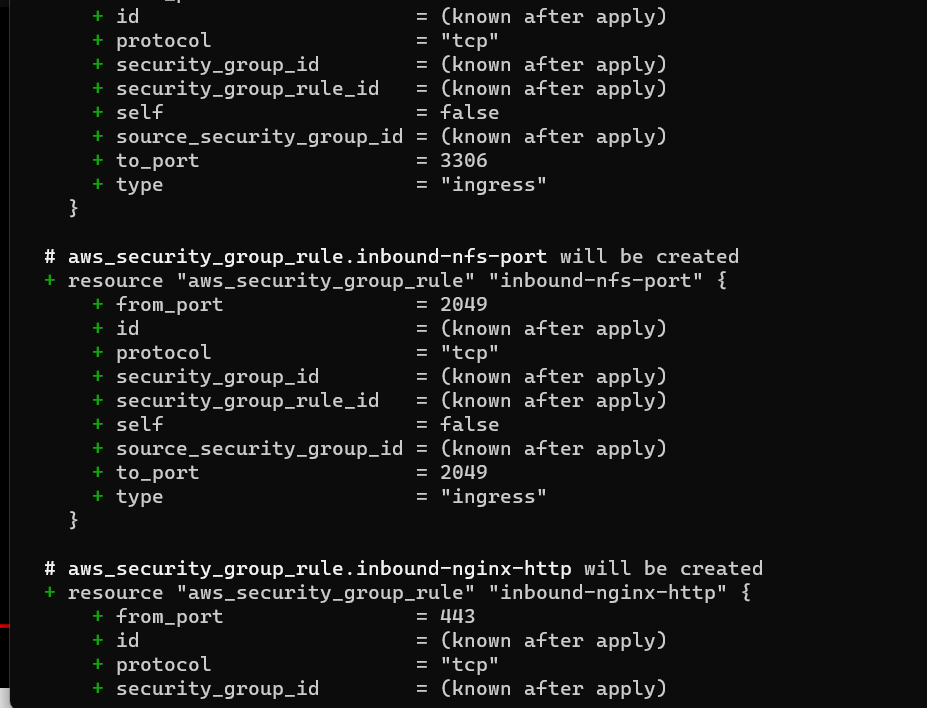 + id                       = (known after apply)
+ protocol                 = "tcp"
+ security_group_id        = (known after apply)
+ security_group_rule_id   = (known after apply)
+ self                     = false
+ source_security_group_id = (known after apply)
+ to_port                  = 3306
+ type                     = "ingress"
}
# aws_security_group_rule.inbound-nfs-port will be created
+ resource "aws_security_group_rule" "inbound-nfs-port" {
+ from_port                = 2049
+ id                       = (known after apply)
+ protocol                 = "tcp"
+ security_group_id        = (known after apply)
+ security_group_rule_id   = (known after apply)
+ self                     = false
+ source_security_group_id = (known after apply)
+ to_port                  = 2049
+ type                     = "ingress"
}
# aws_security_group_rule.inbound-nginx-http will be created
+ resource "aws_security_group_rule" "inbound-nginx-http" {
+ from_port                = 443
+ id                       = (known after apply)
+ protocol                 = "tcp"
+ security_group_id        = (known after apply)